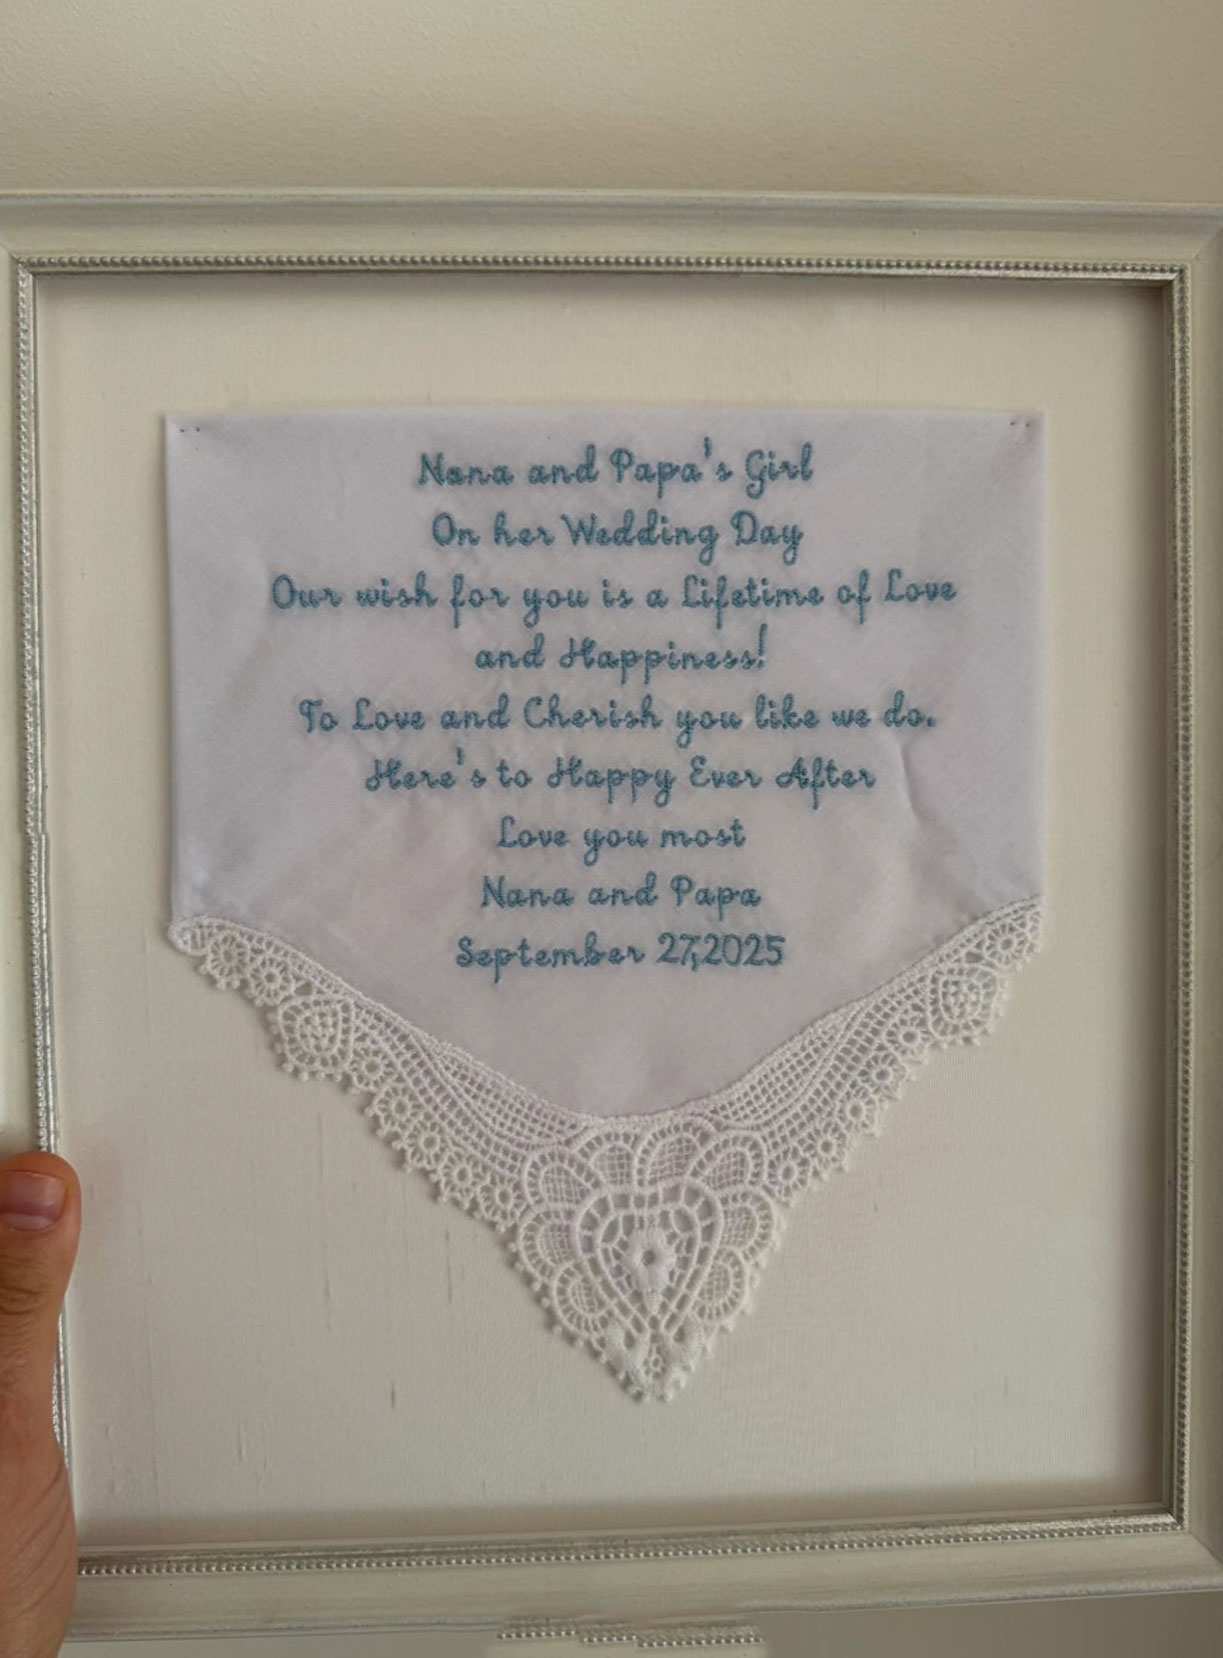 Nana and Papa's Girl
On her Wedding Day
Our wish for you is a Lifetime of Love
and Happiness!
To Love and Cherish you like we do.
Here's to Happy Ever After
Love you most
Nana and Papa
September 27,2025